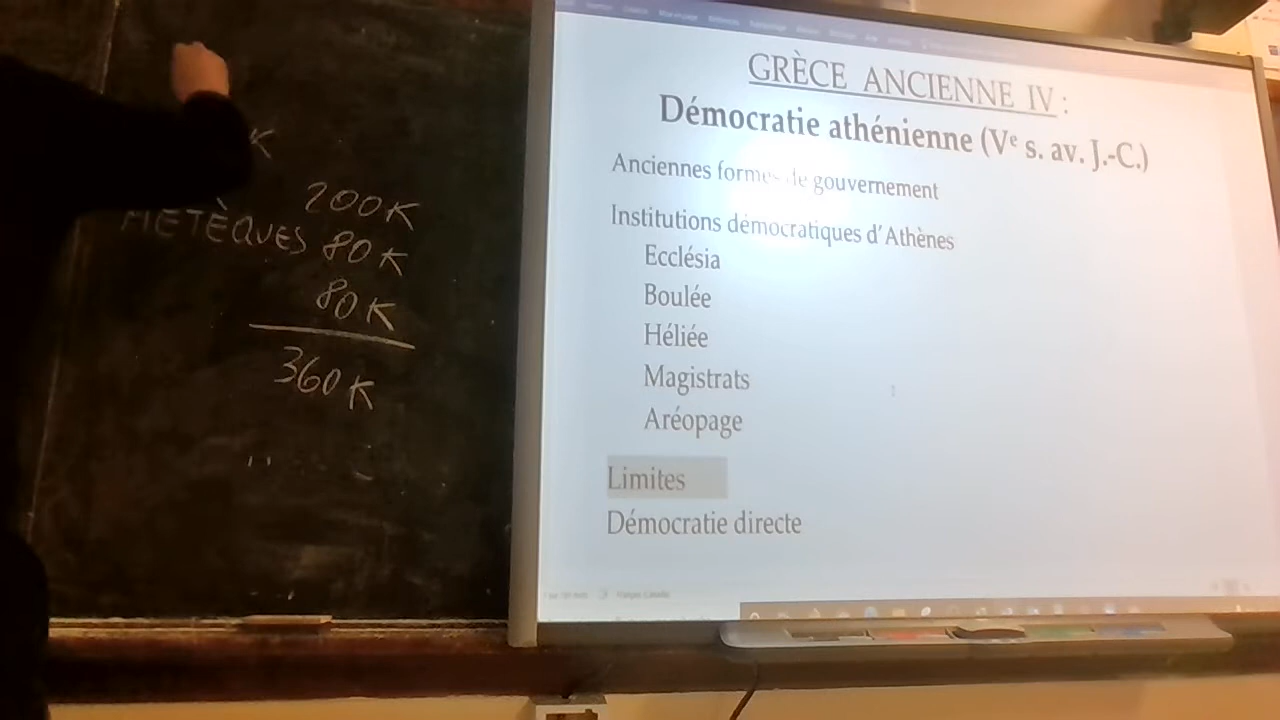 K
200K
MÉTÈQUES 80K
80K
360K
GRÈCE ANCIENNE IV :
Démocratie athénienne (Ve s. av. J.-C.)
Anciennes formes de gouvernement
Institutions démocratiques d'Athènes
Ecclésia
Boulée
Héliée
Magistrats
Aréopage
Limites
Démocratie directe